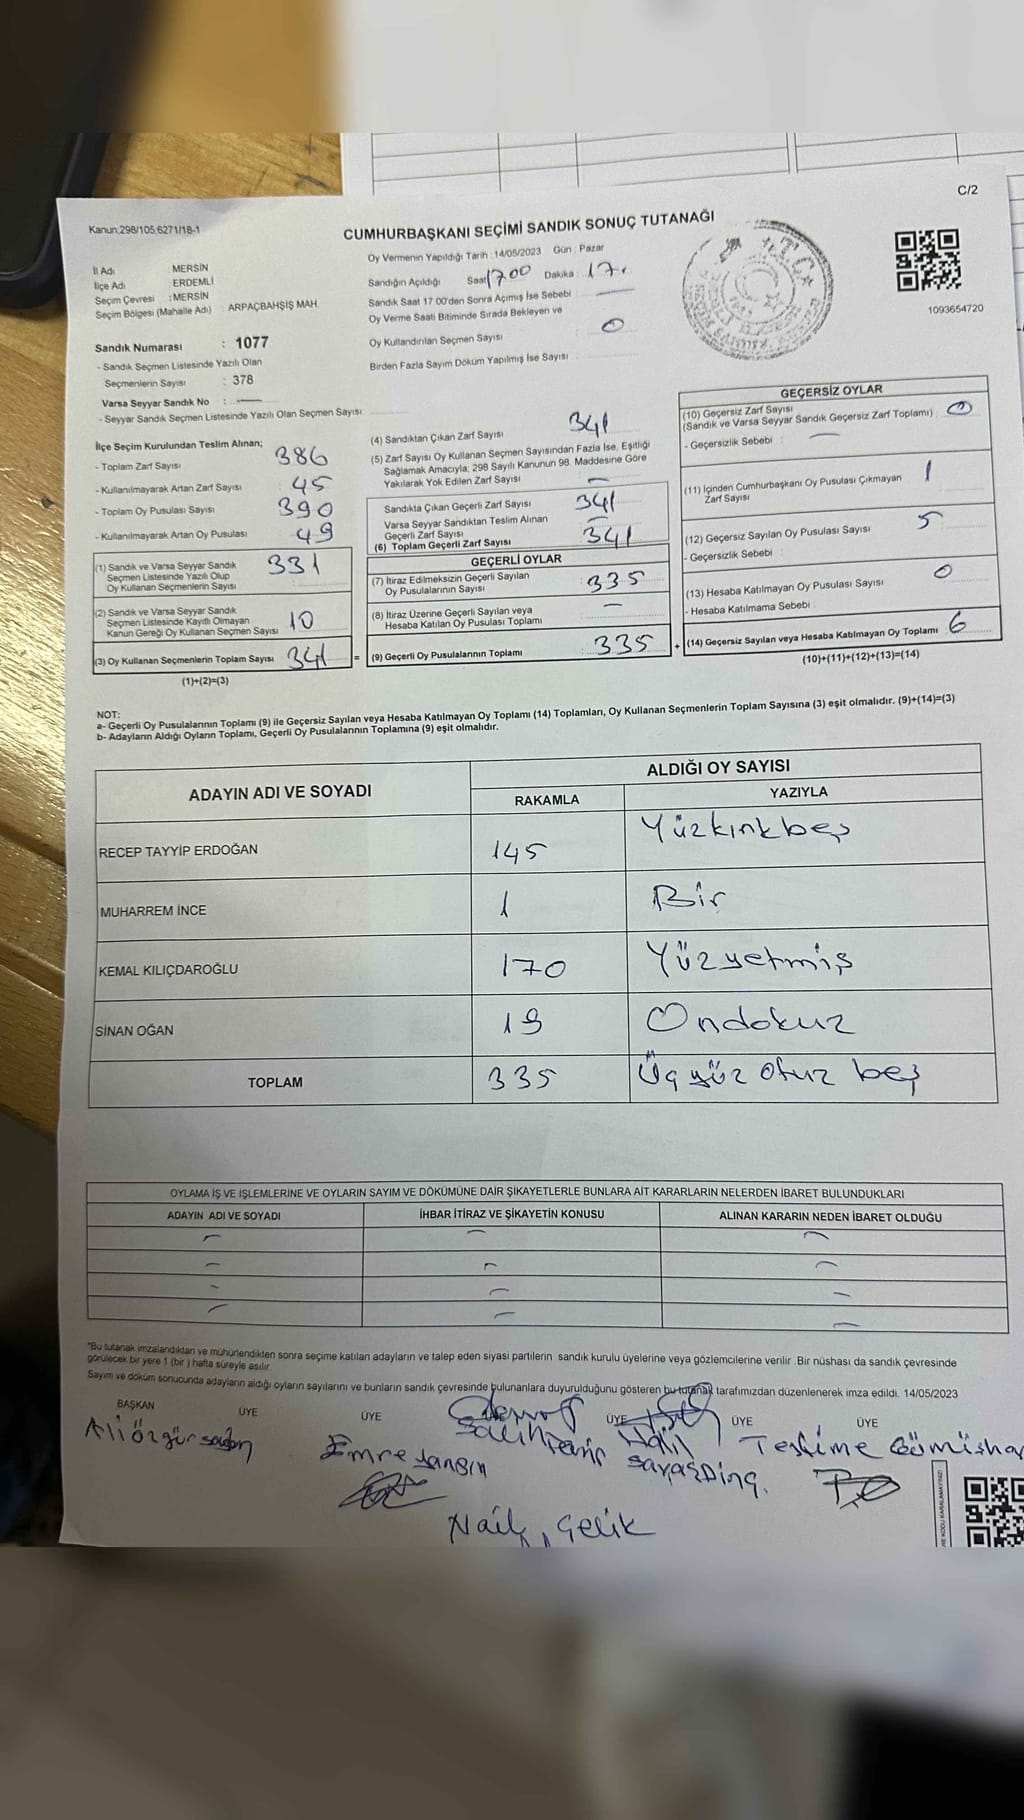 C/2
Kanun,298/105,6271/18-1
CUMHURBAŞKANI SEÇİMİ SANDIK SONUÇ TUTANAĞI
İl Adı : MERSİN
İlçe Adı : ERDEMLİ
Seçim Çevresi : MERSİN
Seçim Bölgesi (Mahalle Adı) : ARPAÇBAHŞİŞ MAH.
Sandık Numarası : 1077
- Sandık Seçmen Listesinde Yazılı Olan
Seçmenlerin Sayısı : 378
Varsa Seyyar Sandık No : —
- Seyyar Sandık Seçmen Listesinde Yazılı Olan Seçmen Sayısı
Oy Vermenin Yapıldığı Tarih : 14/05/2023 Gün : Pazar
Sandığın Açıldığı Saat 17.00 Dakika : 17.
Sandık Saat 17 00'den Sonra Açımış İse Sebebi —
Oy Verme Saati Bitiminde Sırada Bekleyen ve
Oy Kullandırılan Seçmen Sayısı 0
Birden Fazla Sayım Döküm Yapılmış İse Sayısı :
1093654720
İlçe Seçim Kurulundan Teslim Alınan;
- Toplam Zarf Sayısı 386
- Kullanılmayarak Artan Zarf Sayısı 45
- Toplam Oy Pusulası Sayısı 390
- Kullanılmayarak Artan Oy Pusulası 49
(1) Sandık ve Varsa Seyyar Sandık
Seçmen Listesinde Yazılı Olup
Oy Kullanan Seçmenlerin Sayısı 331
(2) Sandık ve Varsa Seyyar Sandık
Seçmen Listesinde Kayıtlı Olmayan
Kanun Gereği Oy Kullanan Seçmen Sayısı 10
(3) Oy Kullanan Seçmenlerin Toplam Sayısı 341 =
(1)+(2)=(3)
(4) Sandıktan Çıkan Zarf Sayısı 341
(5) Zarf Sayısı Oy Kullanan Seçmen Sayısından Fazla İse, Eşitliği
Sağlamak Amacıyla, 298 Sayılı Kanunun 98. Maddesine Göre
Yakılarak Yok Edilen Zarf Sayısı —
Sandıkta Çıkan Geçerli Zarf Sayısı 341
Varsa Seyyar Sandıktan Teslim Alınan
Geçerli Zarf Sayısı —
(6) Toplam Geçerli Zarf Sayısı 341
GEÇERLİ OYLAR
(7) İtiraz Edilmeksizin Geçerli Sayılan
Oy Pusulalarının Sayısı 335
(8) İtiraz Üzerine Geçerli Sayılan veya
Hesaba Katılan Oy Pusulası Toplamı —
(9) Geçerli Oy Pusulalarının Toplamı 335 +
GEÇERSİZ OYLAR
(10) Geçersiz Zarf Sayısı
(Sandık ve Varsa Seyyar Sandık Geçersiz Zarf Toplamı) 0
- Geçersizlik Sebebi : —
(11) İçinden Cumhurbaşkanı Oy Pusulası Çıkmayan
Zarf Sayısı 1
(12) Geçersiz Sayılan Oy Pusulası Sayısı 5
- Geçersizlik Sebebi :
(13) Hesaba Katılmayan Oy Pusulası Sayısı 0
- Hesaba Katılmama Sebebi :
(14) Geçersiz Sayılan veya Hesaba Katılmayan Oy Toplamı 6
(10)+(11)+(12)+(13)=(14)
NOT:
a- Geçerli Oy Pusulalarının Toplamı (9) ile Geçersiz Sayılan veya Hesaba Katılmayan Oy Toplamı (14) Toplamları, Oy Kullanan Seçmenlerin Toplam Sayısına (3) eşit olmalıdır. (9)+(14)=(3)
b- Adayların Aldığı Oyların Toplamı, Geçerli Oy Pusulalarının Toplamına (9) eşit olmalıdır.
ADAYIN ADI VE SOYADI
ALDIĞI OY SAYISI
RAKAMLA YAZIYLA
RECEP TAYYİP ERDOĞAN 145 Yüzkırkbeş
MUHARREM İNCE 1 Bir
KEMAL KILIÇDAROĞLU 170 Yüzyetmiş
SİNAN OĞAN 19 Ondokuz
TOPLAM 335 Üçyüz otuz beş
OYLAMA İŞ VE İŞLEMLERİNE VE OYLARIN SAYIM VE DÖKÜMÜNE DAİR ŞİKAYETLERLE BUNLARA AİT KARARLARIN NELERDEN İBARET BULUNDUKLARI
ADAYIN ADI VE SOYADI İHBAR İTİRAZ VE ŞİKAYETİN KONUSU ALINAN KARARIN NEDEN İBARET OLDUĞU
*Bu tutanak imzalandıktan ve mühürlendikten sonra seçime katılan adayların ve talep eden siyasi partilerin sandık kurulu üyelerine veya gözlemcilerine verilir. Bir nüshası da sandık çevresinde
görülecek bir yere 1 (bir) hafta süreyle asılır.
Sayım ve döküm sonucunda adayların aldığı oyların sayılarını ve bunların sandık çevresinde bulunanlara duyurulduğunu gösteren bu tutanak tarafımızdan düzenlenerek imza edildi. 14/05/2023
BAŞKAN ÜYE ÜYE ÜYE ÜYE ÜYE
Ali özgür
Emre yangın
Halil
Teslime Gümüsha
Nail Çelik